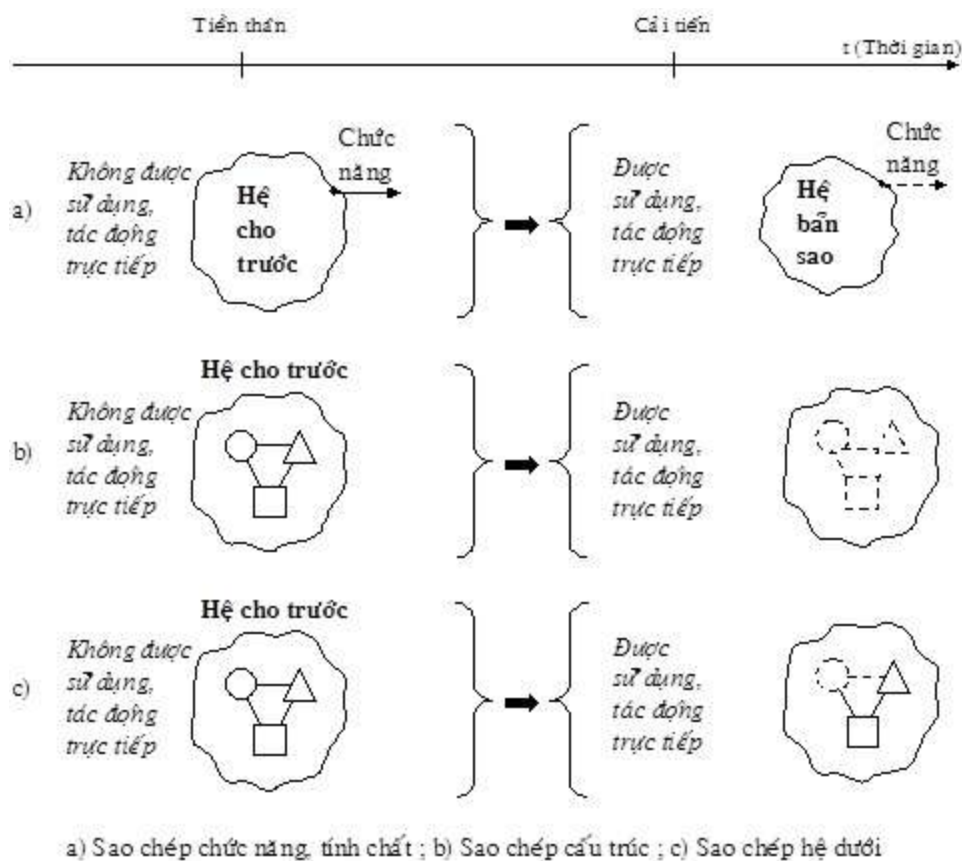 Tiền thân
Cải tiến
t (Thời gian)
a)
Không được
sử dụng,
tác động
trực tiếp
Hệ
cho
trước
Chức
năng
Được
sử dụng,
tác động
trực tiếp
Hệ
bản
sao
Chức
năng
b)
Không được
sử dụng,
tác động
trực tiếp
Hệ cho trước
Được
sử dụng,
tác động
trực tiếp
c)
Không được
sử dụng,
tác động
trực tiếp
Hệ cho trước
Được
sử dụng,
tác động
trực tiếp
a) Sao chép chức năng, tính chất ; b) Sao chép cấu trúc ; c) Sao chép hệ dưới